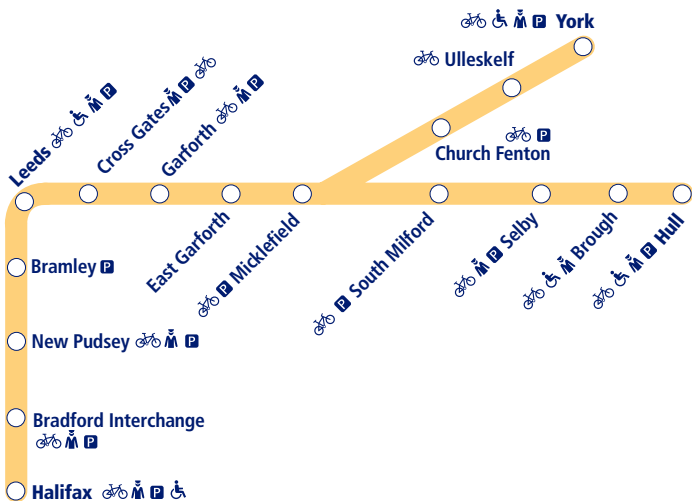 P York
Ulleskelf
P
Church Fenton
Leeds P
Cross Gates P
Garforth P
East Garforth
P Micklefield
P South Milford
P Selby
P Brough
P Hull
Bramley P
New Pudsey P
Bradford Interchange
P
Halifax P